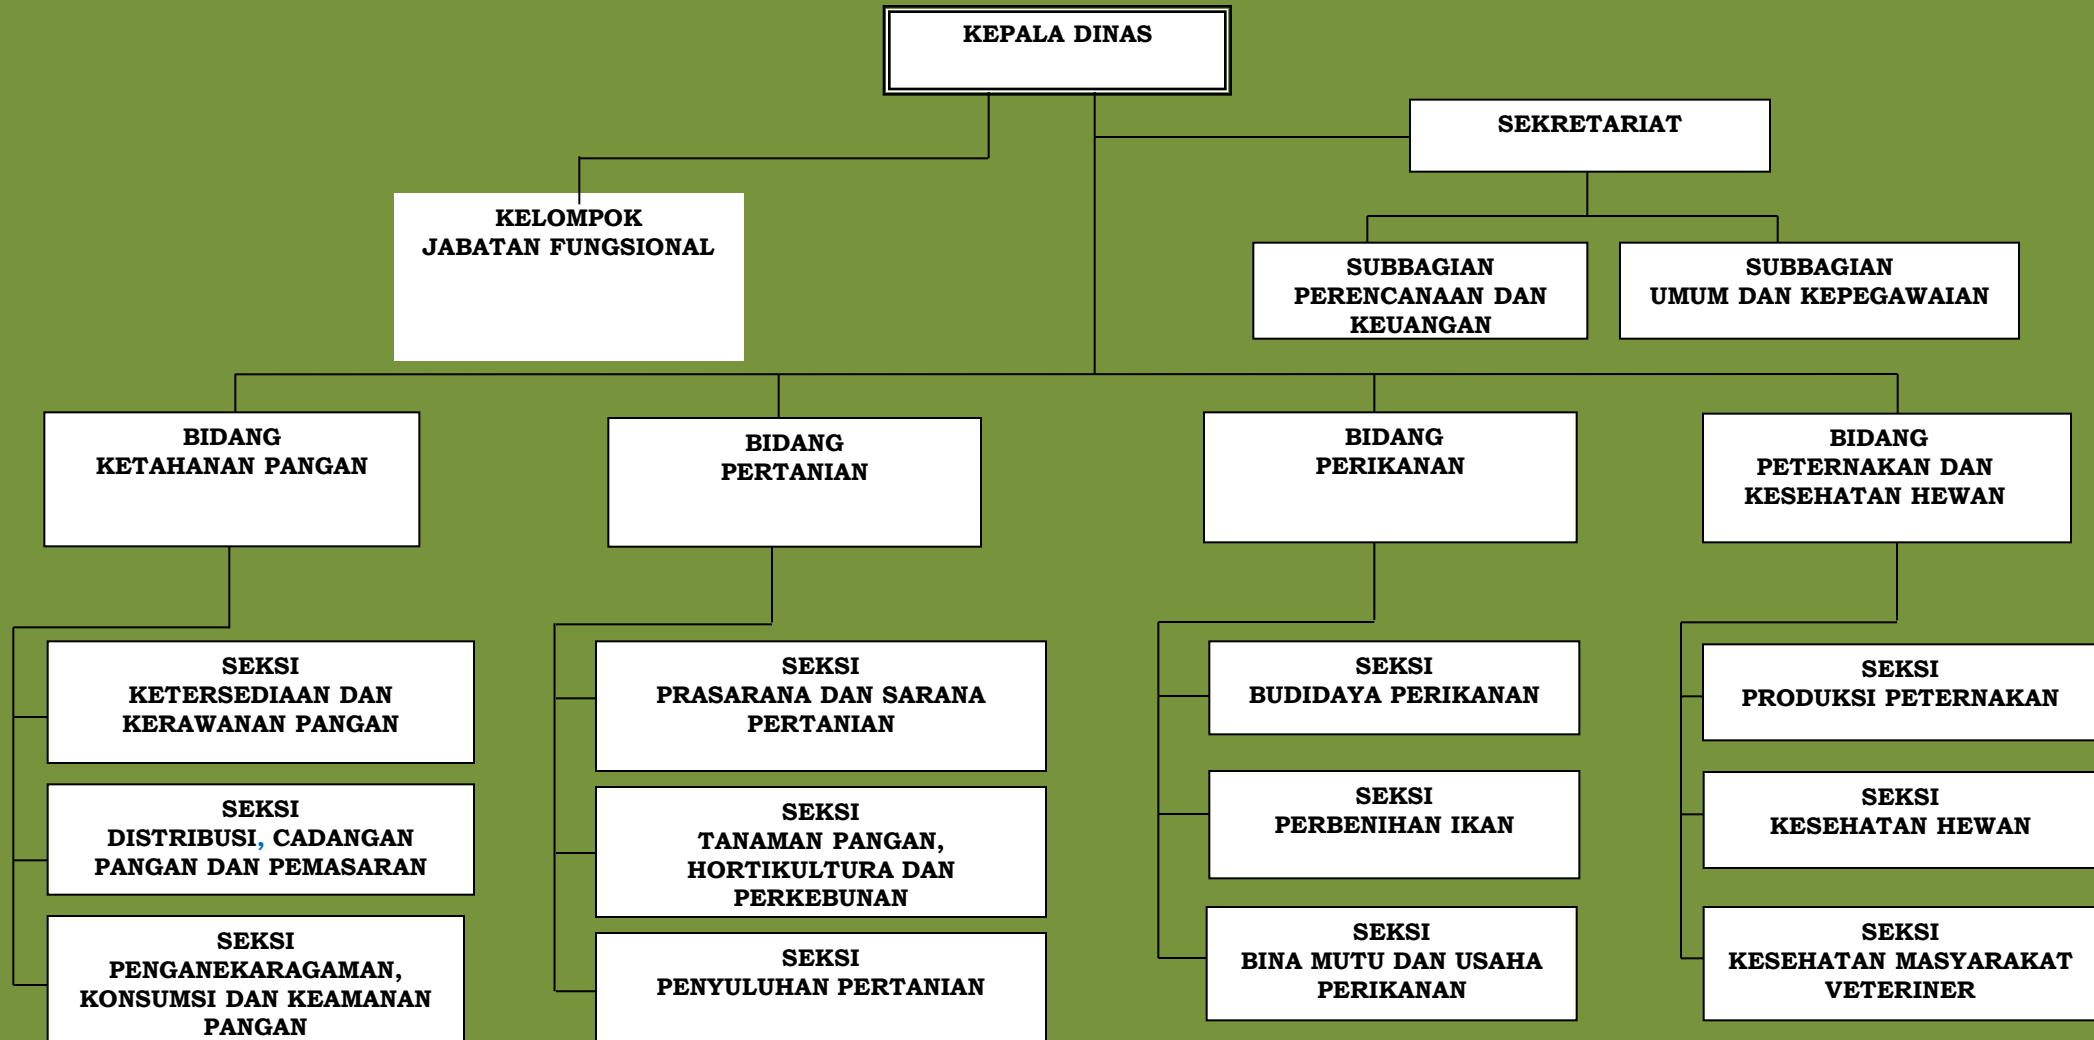 KEPALA DINAS
SEKRETARIAT
KELOMPOK
JABATAN FUNGSIONAL
SUBBAGIAN
PERENCANAAN DAN
KEUANGAN
SUBBAGIAN
UMUM DAN KEPEGAWAIAN
BIDANG
KETAHANAN PANGAN
BIDANG
PERTANIAN
BIDANG
PERIKANAN
BIDANG
PETERNAKAN DAN
KESEHATAN HEWAN
SEKSI
KETERSEDIAAN DAN
KERAWANAN PANGAN
SEKSI
PRASARANA DAN SARANA
PERTANIAN
SEKSI
BUDIDAYA PERIKANAN
SEKSI
PRODUKSI PETERNAKAN
SEKSI
DISTRIBUSI, CADANGAN
PANGAN DAN PEMASARAN
SEKSI
TANAMAN PANGAN,
HORTIKULTURA DAN
PERKEBUNAN
SEKSI
PERBENIHAN IKAN
SEKSI
KESEHATAN HEWAN
SEKSI
PENGANEKARAGAMAN,
KONSUMSI DAN KEAMANAN
PANGAN
SEKSI
PENYULUHAN PERTANIAN
SEKSI
BINA MUTU DAN USAHA
PERIKANAN
SEKSI
KESEHATAN MASYARAKAT
VETERINER